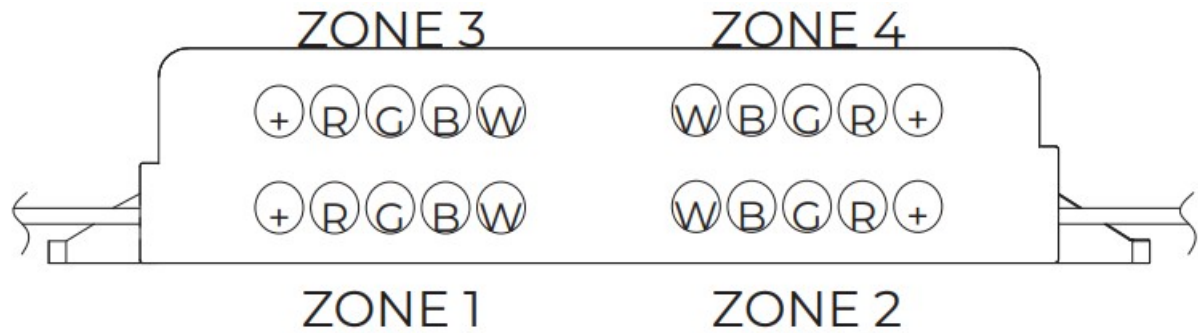 ZONE 3 ZONE 4
+ R G B W W B G R +
+ R G B W W B G R +
ZONE 1 ZONE 2